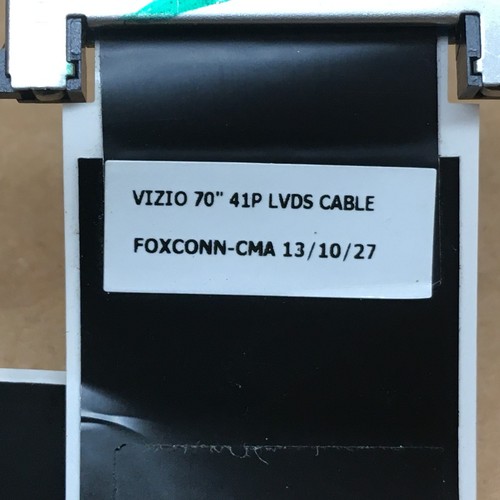 VIZIO 70" 41P LVDS CABLE
FOXCONN-CMA 13/10/27